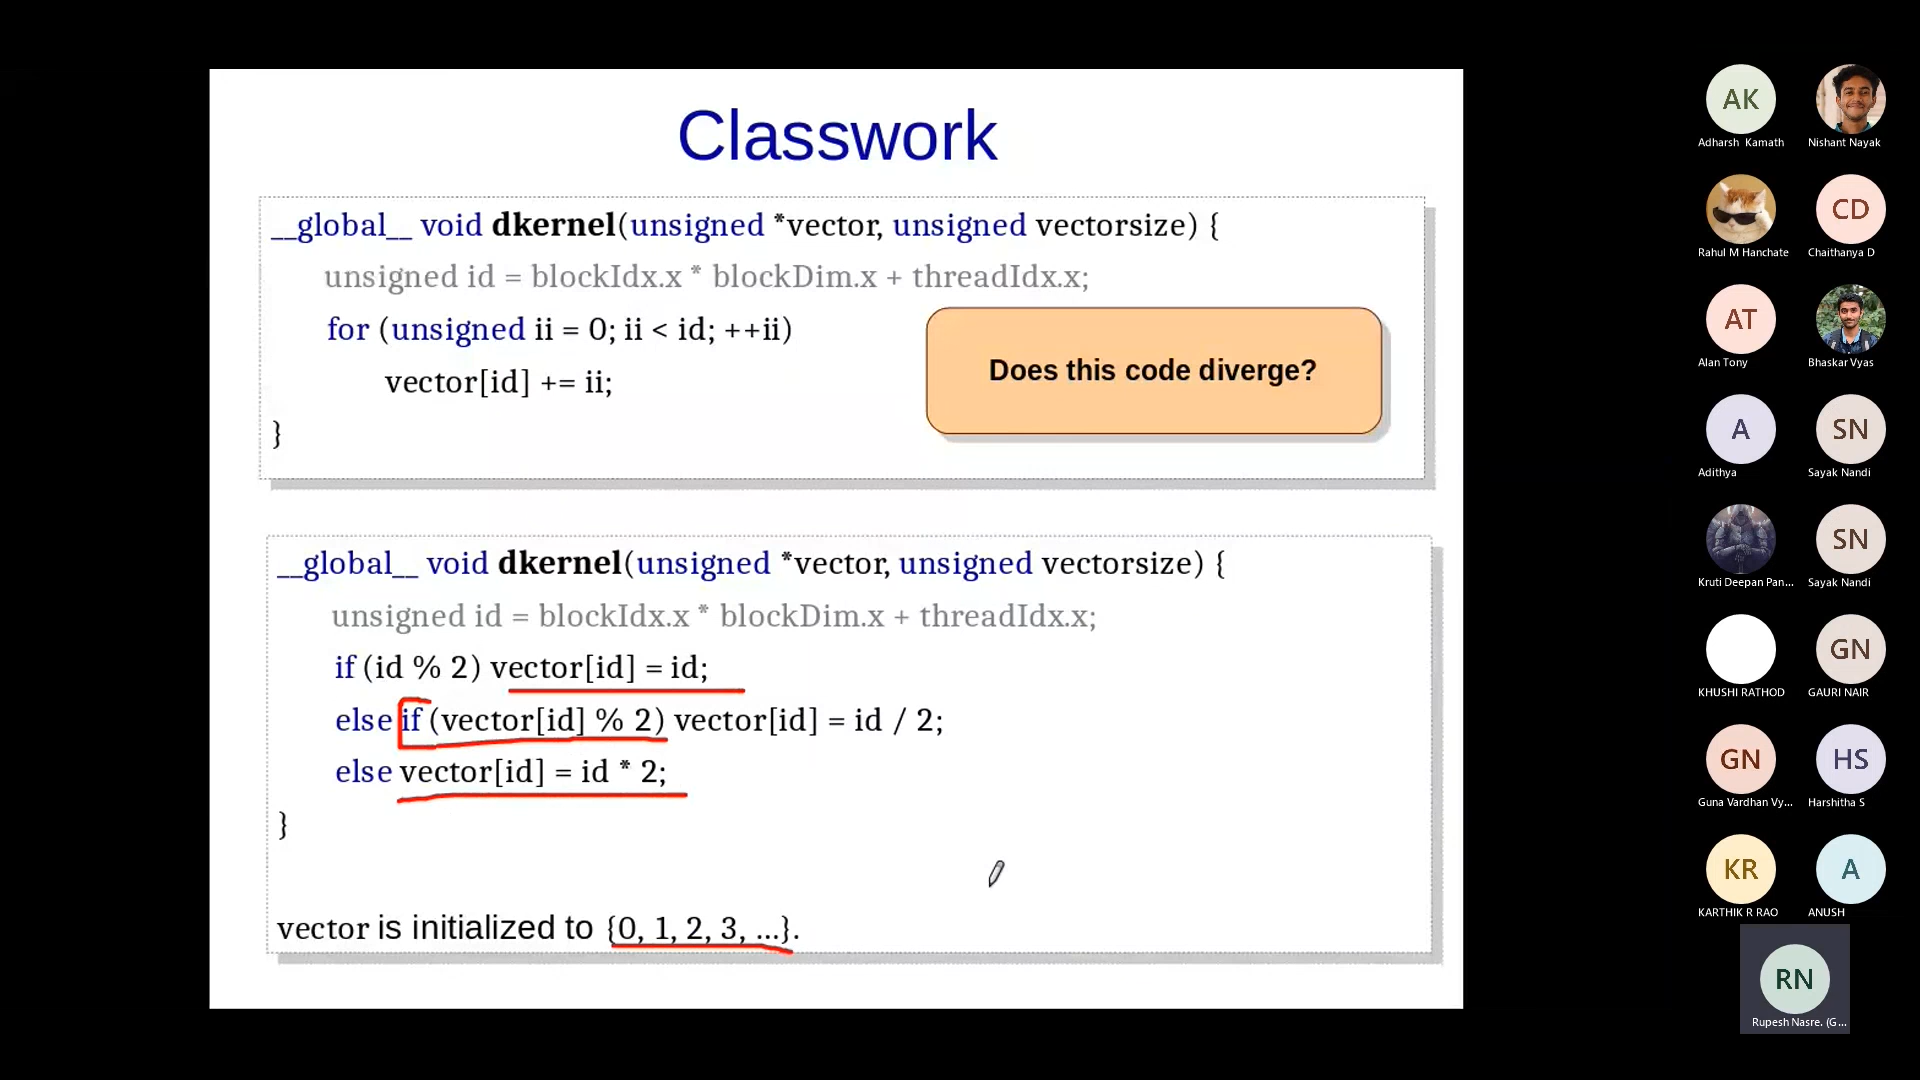 Classwork
__global__ void dkernel(unsigned *vector, unsigned vectorsize) {
unsigned id = blockIdx.x * blockDim.x + threadIdx.x;
for (unsigned ii = 0; ii < id; ++ii)
vector[id] += ii;
}
Does this code diverge?
__global__ void dkernel(unsigned *vector, unsigned vectorsize) {
unsigned id = blockIdx.x * blockDim.x + threadIdx.x;
if (id % 2) vector[id] = id;
else if (vector[id] % 2) vector[id] = id / 2;
else vector[id] = id * 2;
}
vector is initialized to {0, 1, 2, 3, ...}.
AK
Adharsh Kamath
Nishant Nayak
Rahul M Hanchate
CD
Chaithanya D
AT
Alan Tony
Bhaskar Vyas
A
Adithya
SN
Sayak Nandi
Kruti Deepan Pan...
SN
Sayak Nandi
KHUSHI RATHOD
GN
GAURI NAIR
GN
Guna Vardhan Vy...
HS
Harshitha S
KR
KARTHIK R RAO
A
ANUSH
RN
Rupesh Nasre. (G...